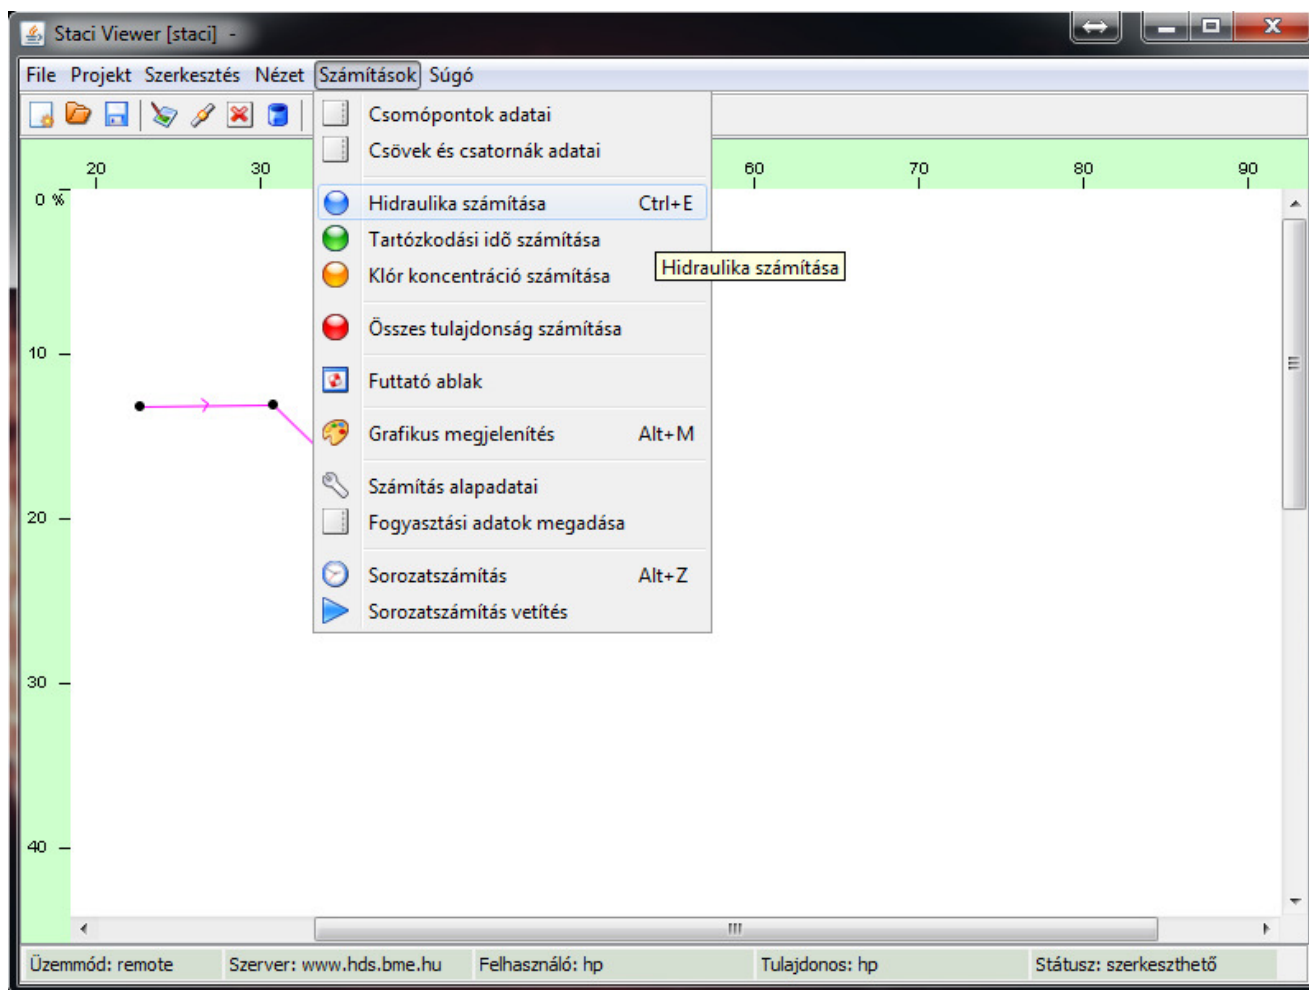 Staci Viewer [staci] -
File Projekt Szerkesztés Nézet Számítások Súgó
Csomópontok adatai
Csövek és csatornák adatai
20 30 60 70 80 90
0 %
Hidraulika számítása Ctrl+E
Tartózkodási idő számítása
Hidraulika számítása
Klór koncentráció számítása
Összes tulajdonság számítása
10
Futtató ablak
Grafikus megjelenítés Alt+M
Számítás alapadatai
20
Fogyasztási adatok megadása
Sorozatszámítás Alt+Z
Sorozatszámítás vetítés
30
40
Üzemmód: remote Szerver: www.hds.bme.hu Felhasználó: hp Tulajdonos: hp Státusz: szerkeszthető